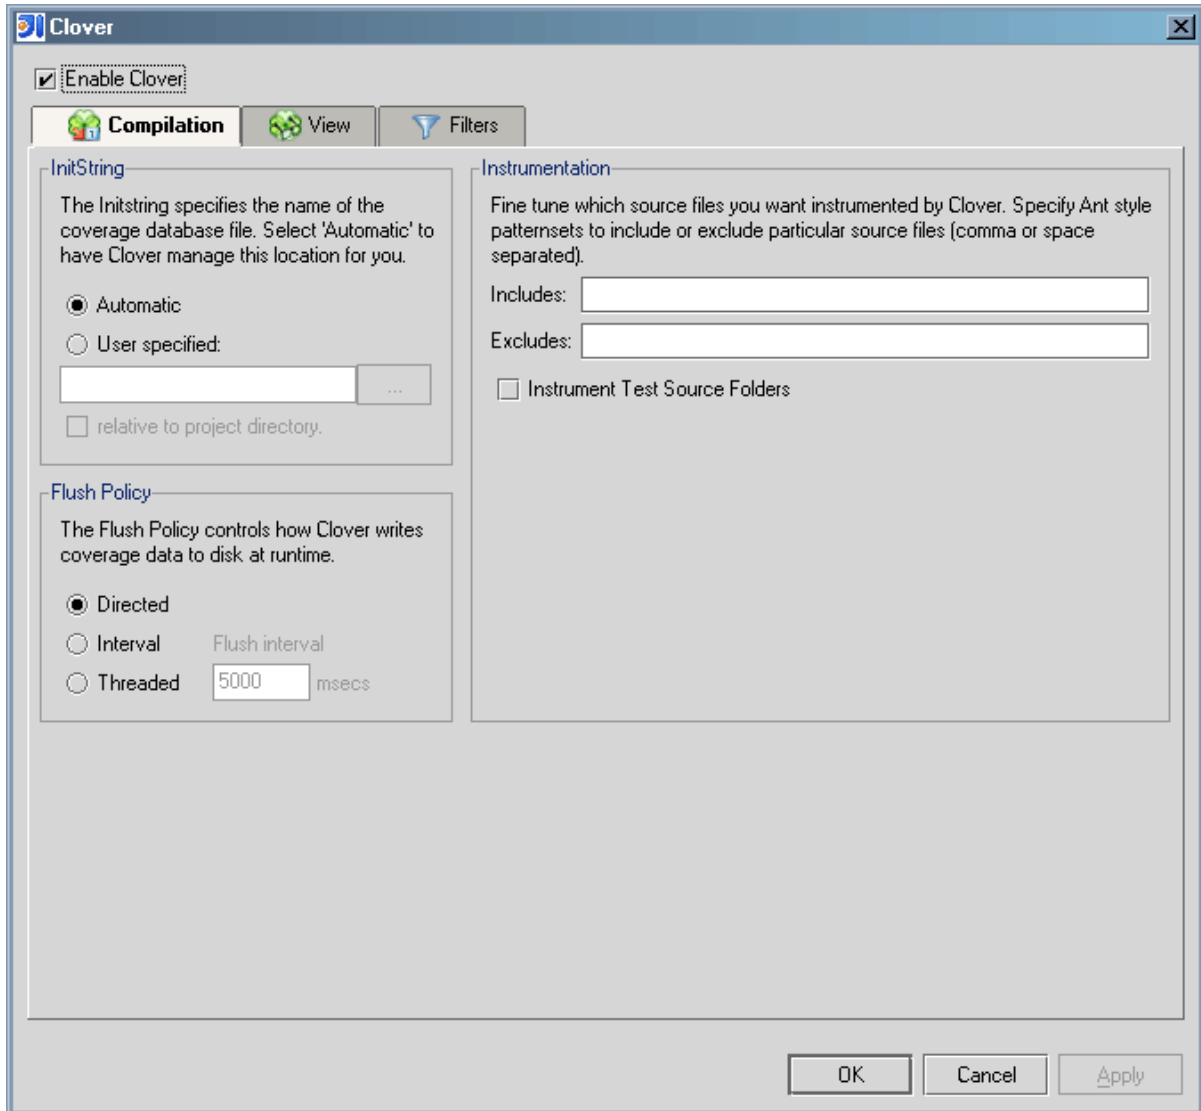 Clover
Enable Clover
Compilation
View
Filters
InitString
The Initstring specifies the name of the
coverage database file. Select 'Automatic' to
have Clover manage this location for you.
Automatic
User specified:
...
relative to project directory.
Flush Policy
The Flush Policy controls how Clover writes
coverage data to disk at runtime.
Directed
Interval Flush interval
Threaded 5000 msecs
Instrumentation
Fine tune which source files you want instrumented by Clover. Specify Ant style
patternsets to include or exclude particular source files (comma or space
separated).
Includes:
Excludes:
Instrument Test Source Folders
OK Cancel Apply